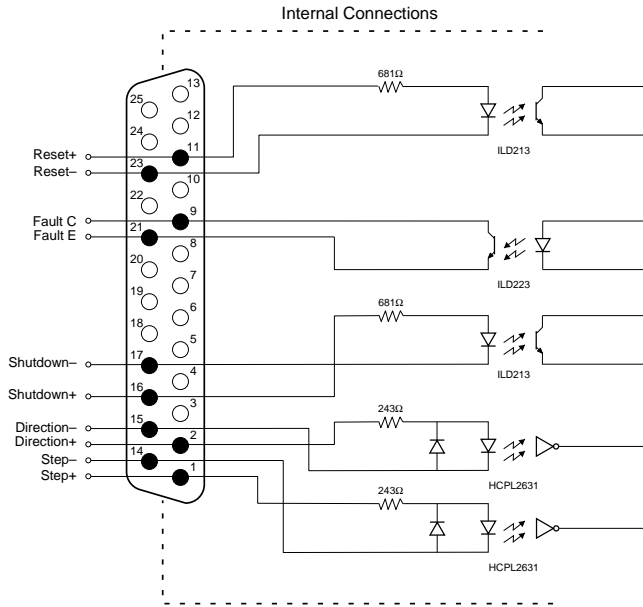 Internal Connections
13
25
12
24
11
Reset+
23
Reset–
10
22
9
Fault C
21
Fault E
8
20
7
19
6
18
5
17
Shutdown–
4
16
Shutdown+
3
15
Direction–
2
Direction+
14
Step–
1
Step+
681Ω
ILD213
ILD223
681Ω
ILD213
243Ω
HCPL2631
243Ω
HCPL2631